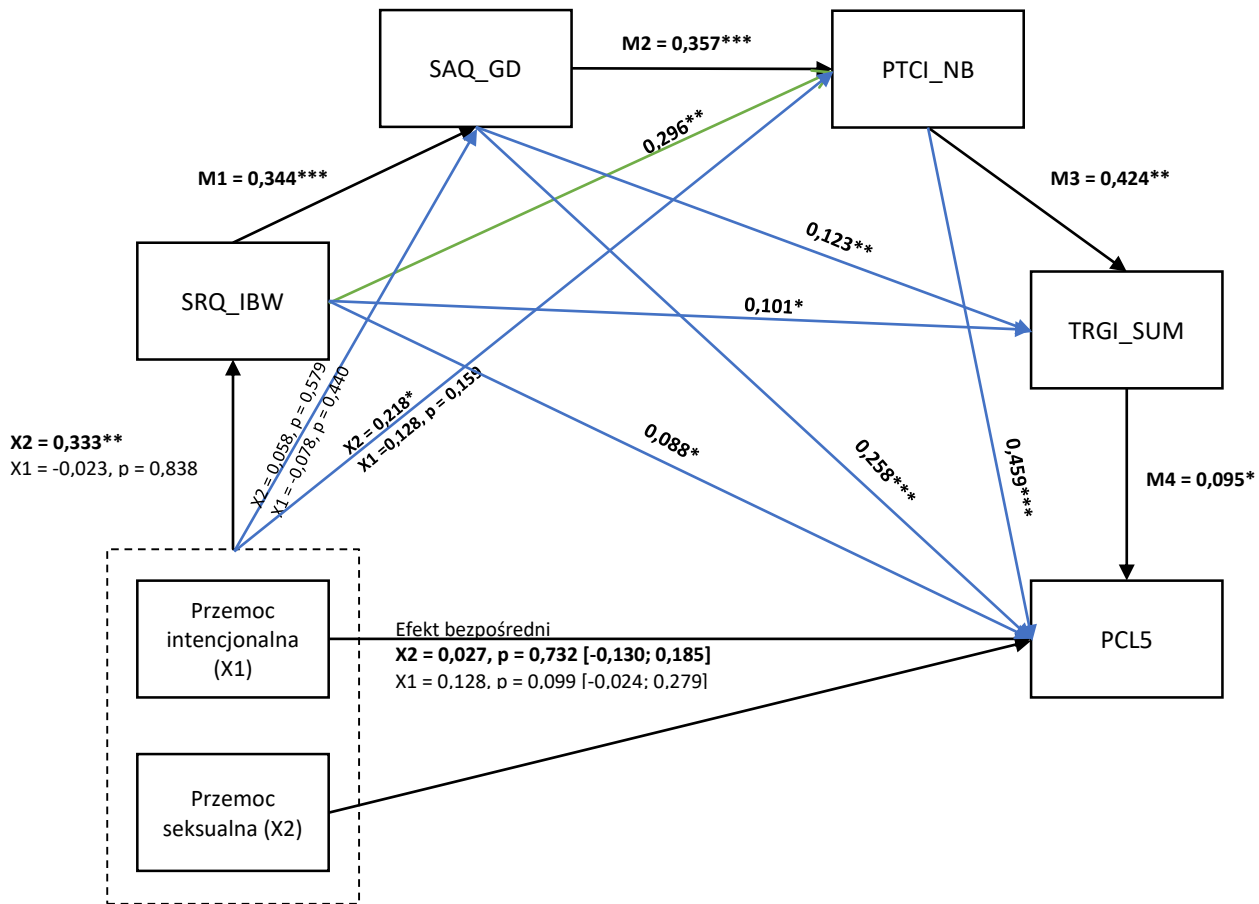 M2 = 0,357***
SAQ_GD
PTCI_NB
0,296**
M1 = 0,344***
M3 = 0,424**
0,123**
SRQ_IBW
0,101*
TRGI_SUM
X2 = 0,333**
X1 = -0,023, p = 0,838
X2 = 0,058, p = 0,579
X1 = -0,078, p = 0,440
X2 = 0,218*
X1 =0,128, p = 0,159
0,088*
0,258***
0,459***
M4 = 0,095*
Przemoc
intencjonalna
(X1)
Efekt bezpośredni
X2 = 0,027, p = 0,732 [-0,130; 0,185]
X1 = 0,128, p = 0,099 [-0,024; 0,279]
PCL5
Przemoc
seksualna (X2)